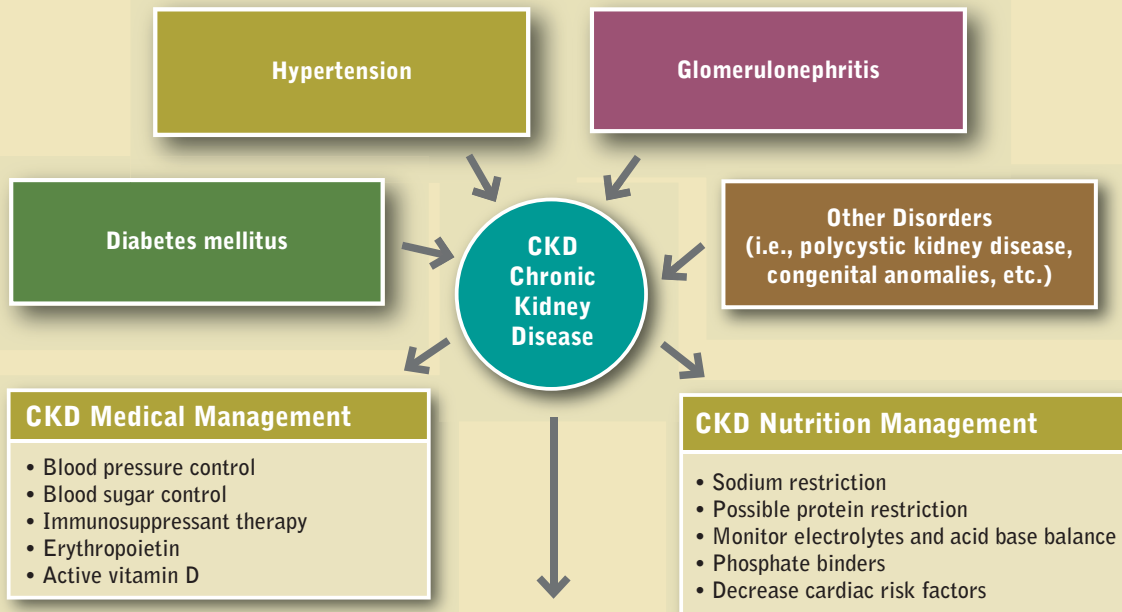 Hypertension
Glomerulonephritis
Diabetes mellitus
Other Disorders
(i.e., polycystic kidney disease,
congenital anomalies, etc.)
CKD
Chronic
Kidney
Disease
CKD Medical Management
• Blood pressure control
• Blood sugar control
• Immunosuppressant therapy
• Erythropoietin
• Active vitamin D
CKD Nutrition Management
• Sodium restriction
• Possible protein restriction
• Monitor electrolytes and acid base balance
• Phosphate binders
• Decrease cardiac risk factors